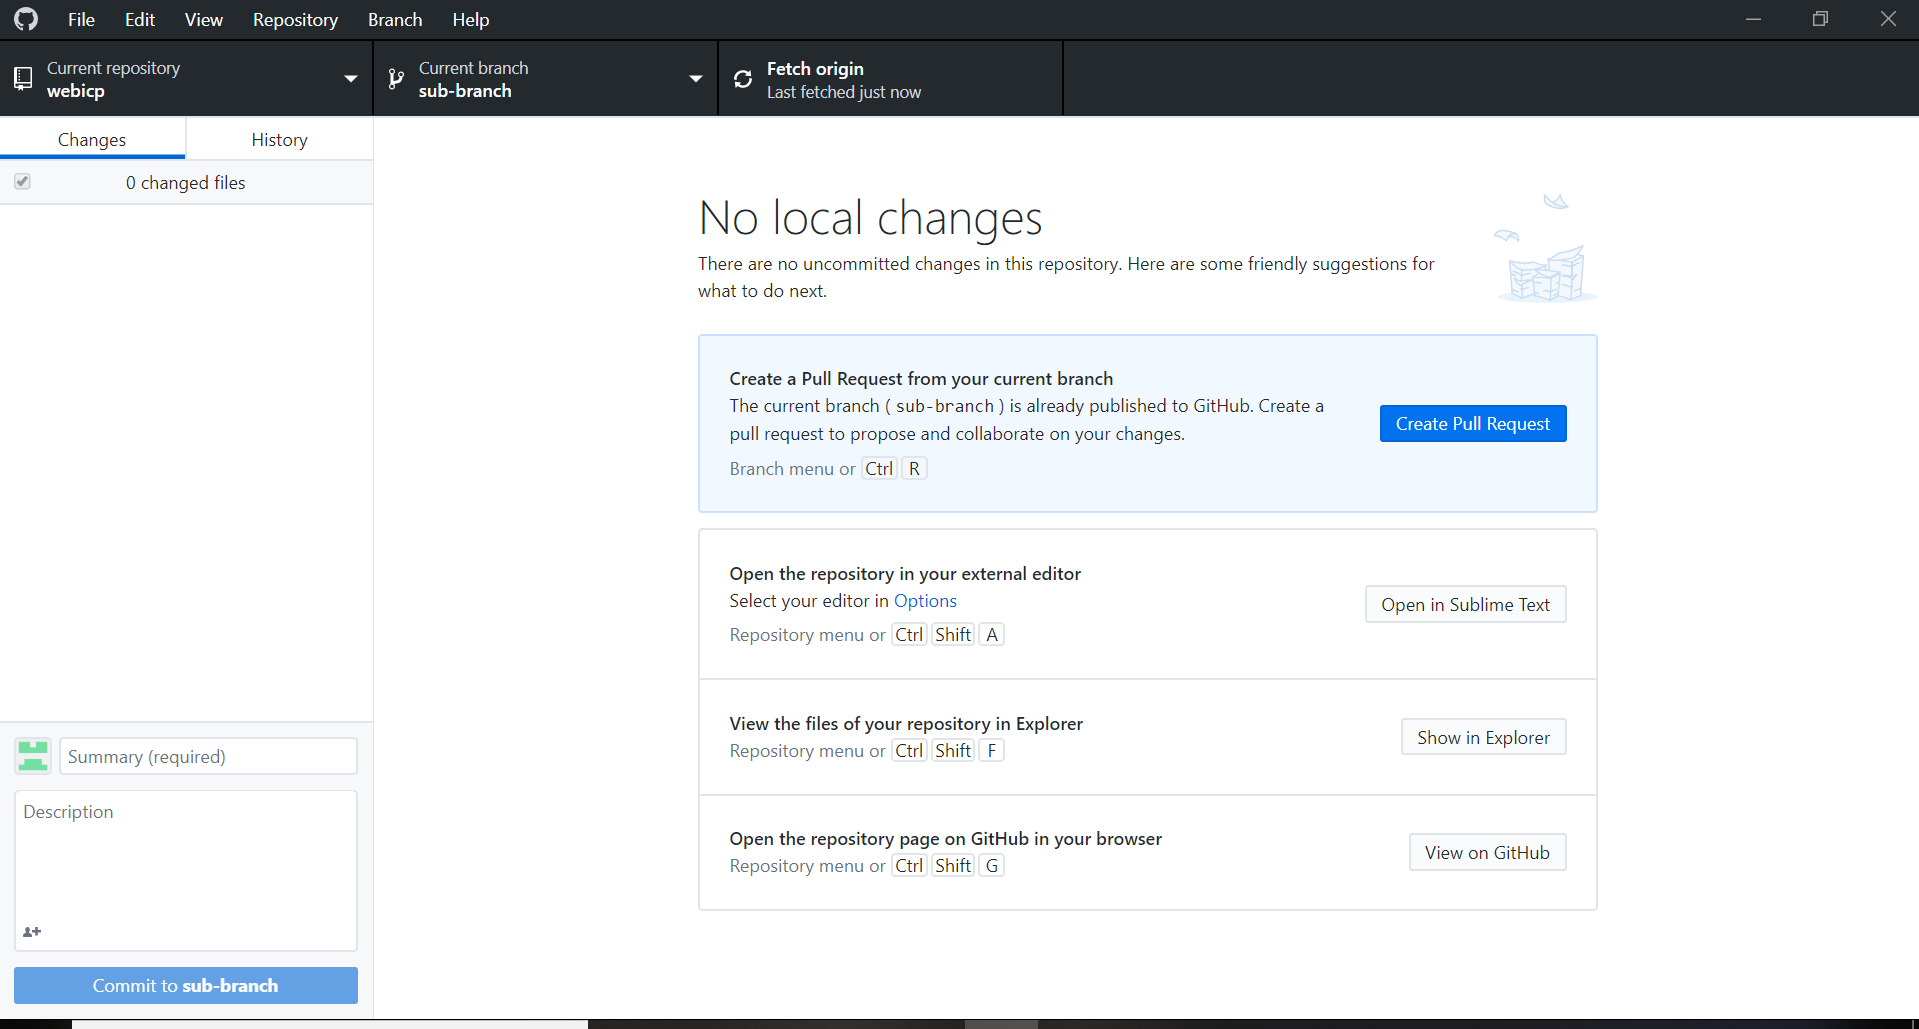 File Edit View Repository Branch Help
Current repository
webicp
Current branch
sub-branch
Fetch origin
Last fetched just now
Changes
History
0 changed files
No local changes
There are no uncommitted changes in this repository. Here are some friendly suggestions for
what to do next.
Create a Pull Request from your current branch
The current branch ( sub-branch ) is already published to GitHub. Create a
pull request to propose and collaborate on your changes.
Branch menu or Ctrl R
Create Pull Request
Open the repository in your external editor
Select your editor in Options
Repository menu or Ctrl Shift A
Open in Sublime Text
View the files of your repository in Explorer
Repository menu or Ctrl Shift F
Show in Explorer
Open the repository page on GitHub in your browser
Repository menu or Ctrl Shift G
View on GitHub
Summary (required)
Description
Commit to sub-branch